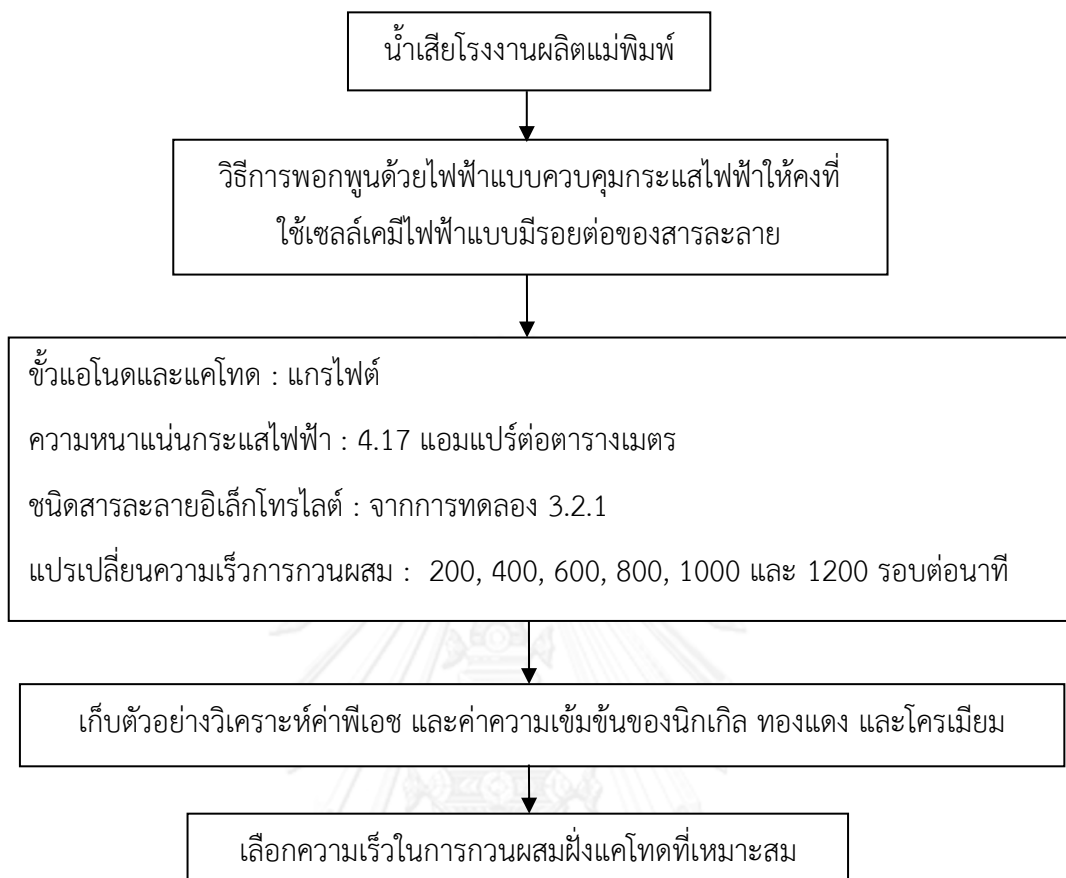 น้ำเสียโรงงานผลิตแม่พิมพ์
วิธีการพอกพูนด้วยไฟฟ้าแบบควบคุมกระแสไฟฟ้าให้คงที่
ใช้เซลล์เคมีไฟฟ้าแบบมีรอยต่อของสารละลาย
ขั้วแอโนดและแคโทด : แกรไฟต์
ความหนาแน่นกระแสไฟฟ้า : 4.17 แอมแปร์ต่อตารางเมตร
ชนิดสารละลายอิเล็กโทรไลต์ : จากการทดลอง 3.2.1
แปรเปลี่ยนความเร็วการกวนผสม : 200, 400, 600, 800, 1000 และ 1200 รอบต่อนาที
เก็บตัวอย่างวิเคราะห์ค่าพีเอช และค่าความเข้มข้นของนิกเกิล ทองแดง และโครเมียม
เลือกความเร็วในการกวนผสมฝั่งแคโทดที่เหมาะสม